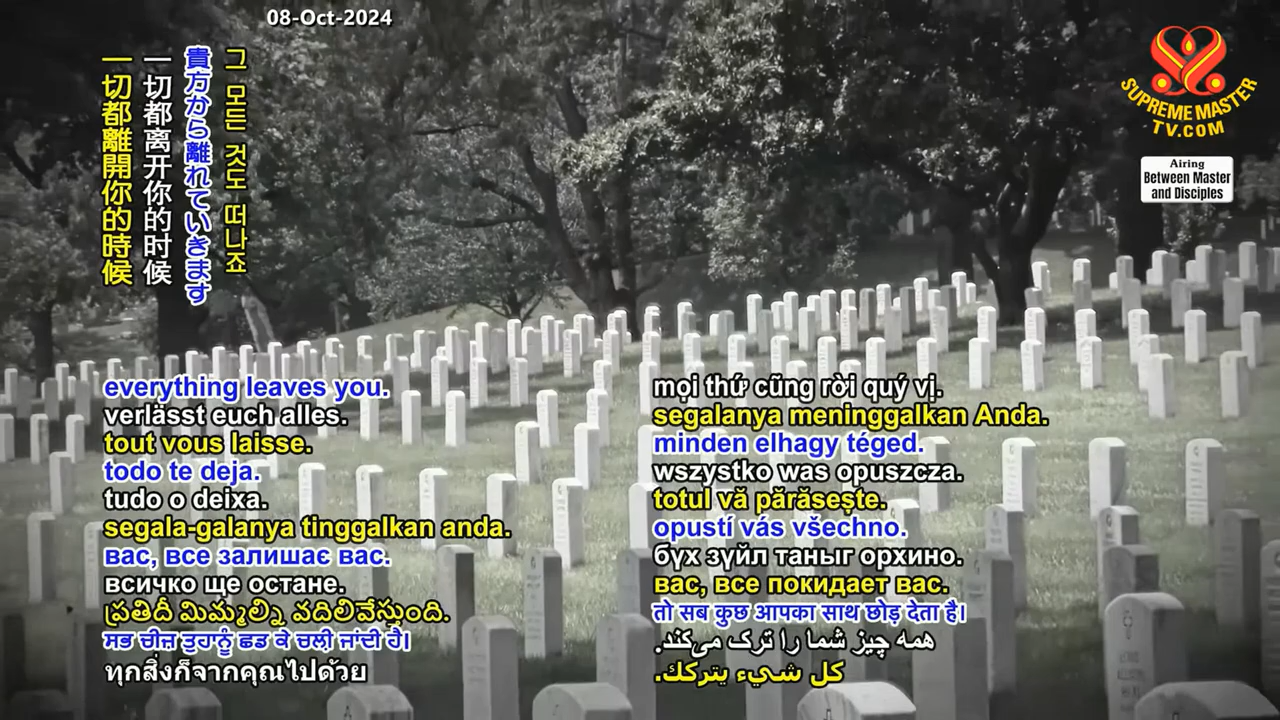 08-Oct-2024
그 모든 것도 떠나죠
貴方から離れていきます
一切都离开你的时候
一切都離開你的時候
SUPREME MASTER
TV.COM
Airing
Between Master
and Disciples
everything leaves you.
verlässt euch alles.
tout vous laisse.
todo te deja.
tudo o deixa.
segala-galanya tinggalkan anda.
вас, все залишає вас.
всичко ще остане.
ప్రతిదీ మిమ్మల్ని వదిలివేస్తుంది.
ਸਭ ਚੀਜ਼ ਤੁਹਾਨੂੰ ਛਡ ਕੇ ਚਲੀ ਜਾਂਦੀ ਹੈ।
ทุกสิ่งก็จากคุณไปด้วย
mọi thứ cũng rời quý vị.
segalanya meninggalkan Anda.
minden elhagy téged.
wszystko was opuszcza.
totul vă părăsește.
opustí vás všechno.
бүх зүйл таныг орхино.
вас, все покидает вас.
तो सब कुछ आपका साथ छोड़ देता है।
همه چیز شما را ترک می‌کند.
كل شيء يتركك.